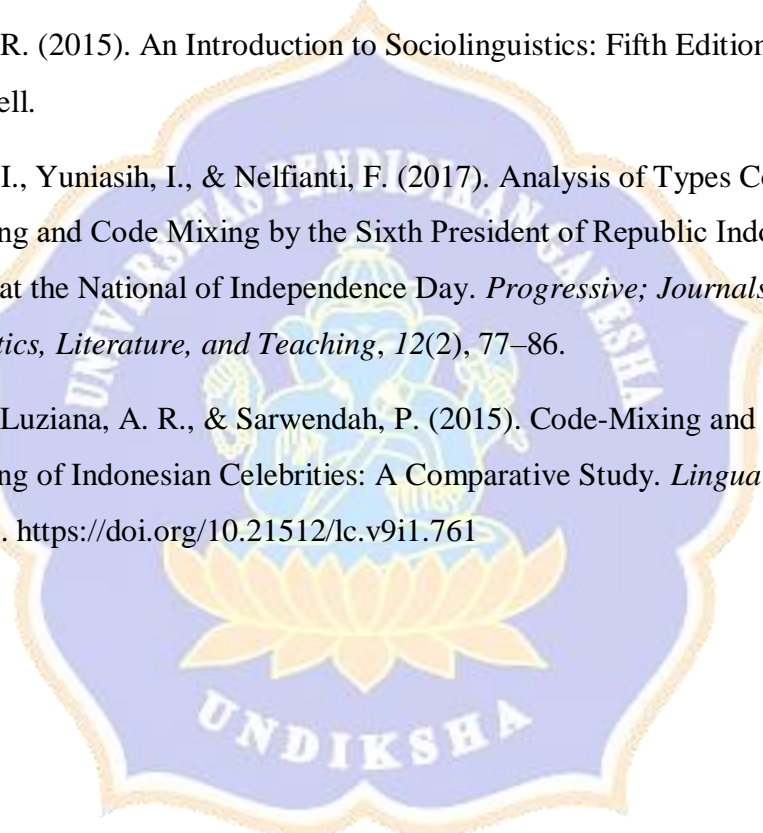 R. (2015). An Introduction to Sociolinguistics: Fifth Edition
ell.
I., Yuniasih, I., & Nelfianti, F. (2017). Analysis of Types Co
ng and Code Mixing by the Sixth President of Republic Indo
at the National of Independence Day. Progressive; Journals
tics, Literature, and Teaching, 12(2), 77–86.
Luziana, A. R., & Sarwendah, P. (2015). Code-Mixing and
ng of Indonesian Celebrities: A Comparative Study. Lingua
. https://doi.org/10.21512/lc.v9i1.761
UNIVERSITAS PENDIDIKAN GANESHA
UNDIKSHA